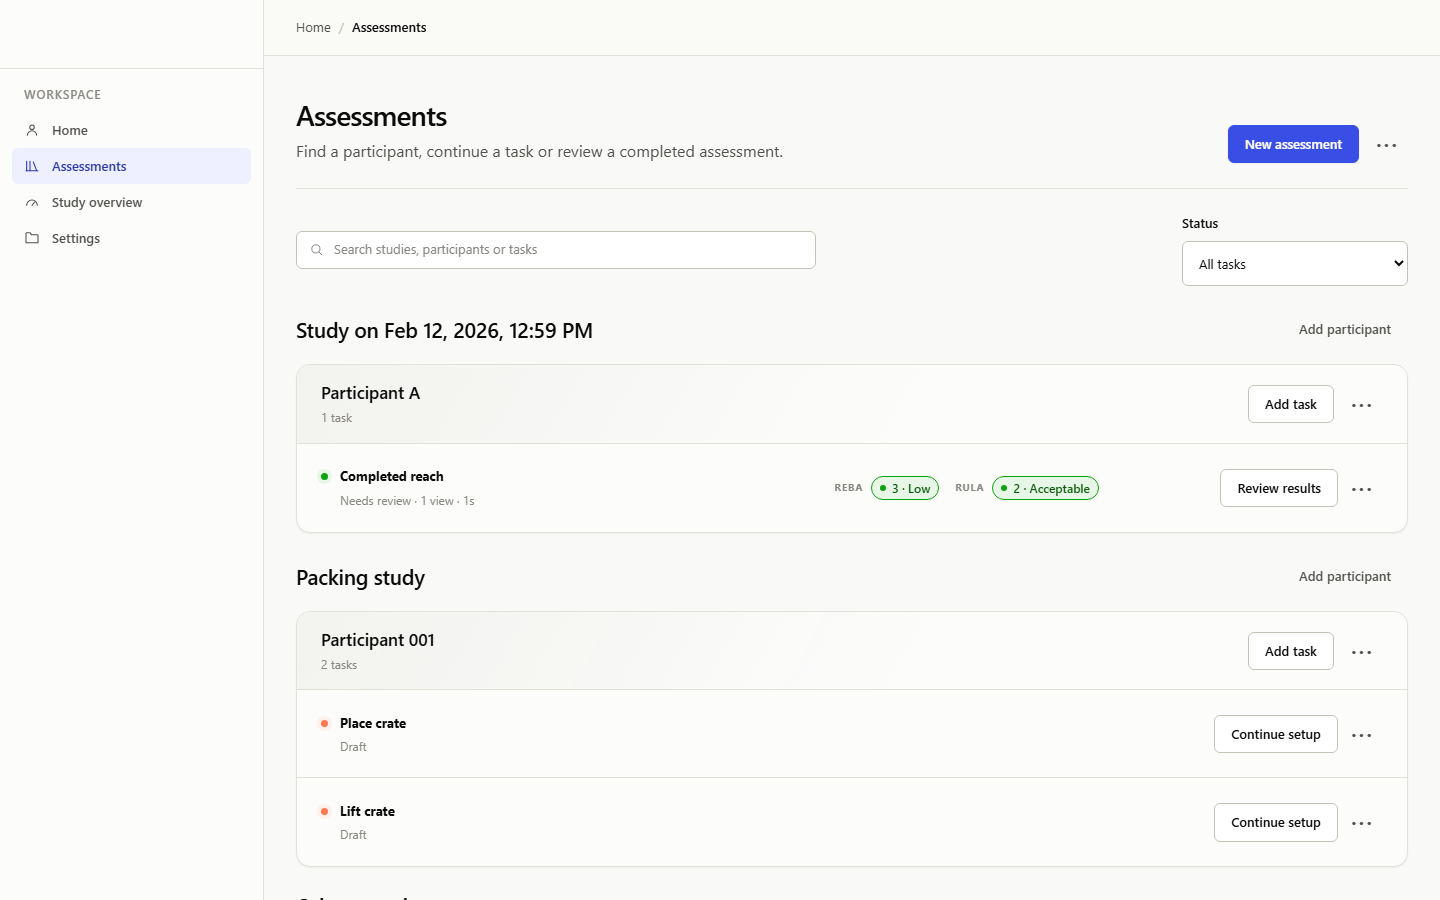 Home / Assessments
WORKSPACE
Home
Assessments
Study overview
Settings
Assessments
Find a participant, continue a task or review a completed assessment.
New assessment
Search studies, participants or tasks
Status
All tasks
Study on Feb 12, 2026, 12:59 PM
Add participant
Participant A
1 task
Add task
Completed reach
Needs review · 1 view · 1s
REBA 3 · Low RULA 2 · Acceptable
Review results
Packing study
Add participant
Participant 001
2 tasks
Add task
Place crate
Draft
Continue setup
Lift crate
Draft
Continue setup